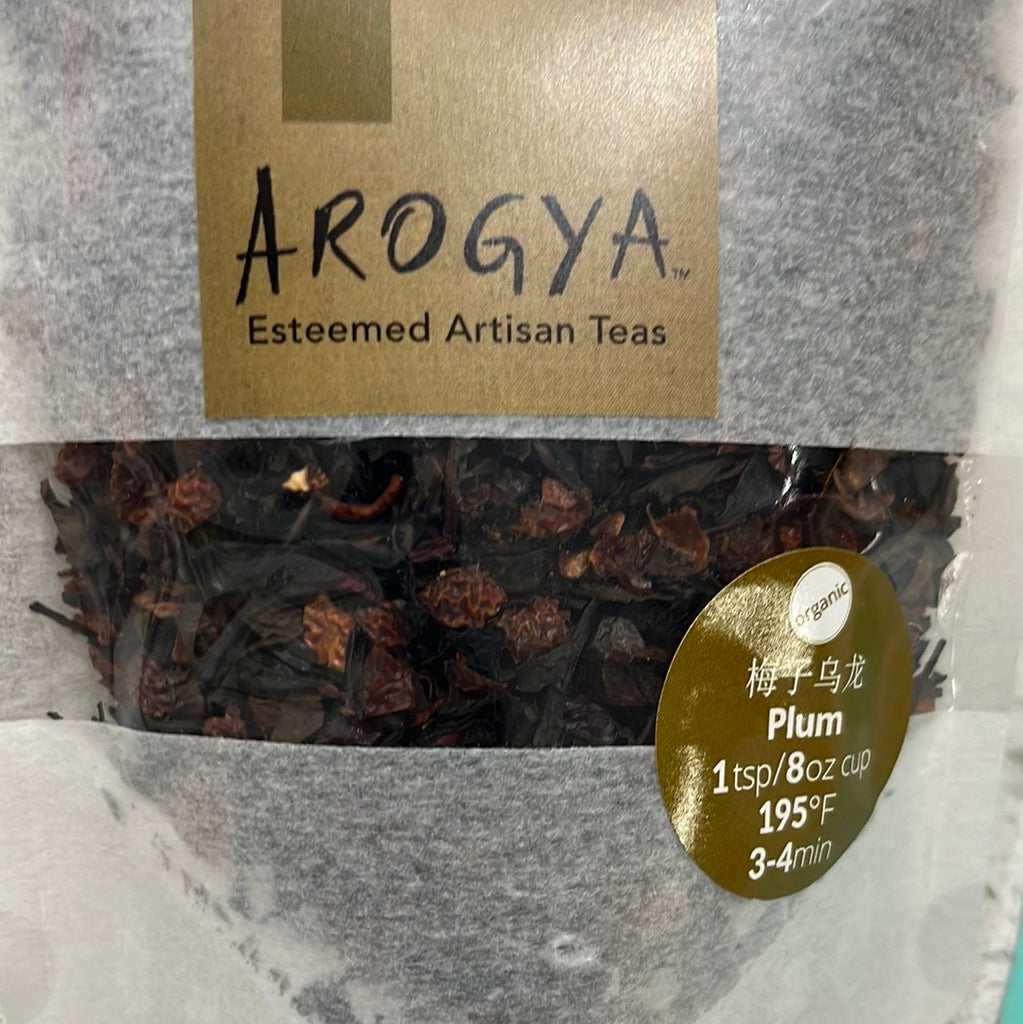 AROGYA™
Esteemed Artisan Teas
organic
梅子乌龙
Plum
1tsp/8oz cup
195°F
3-4min